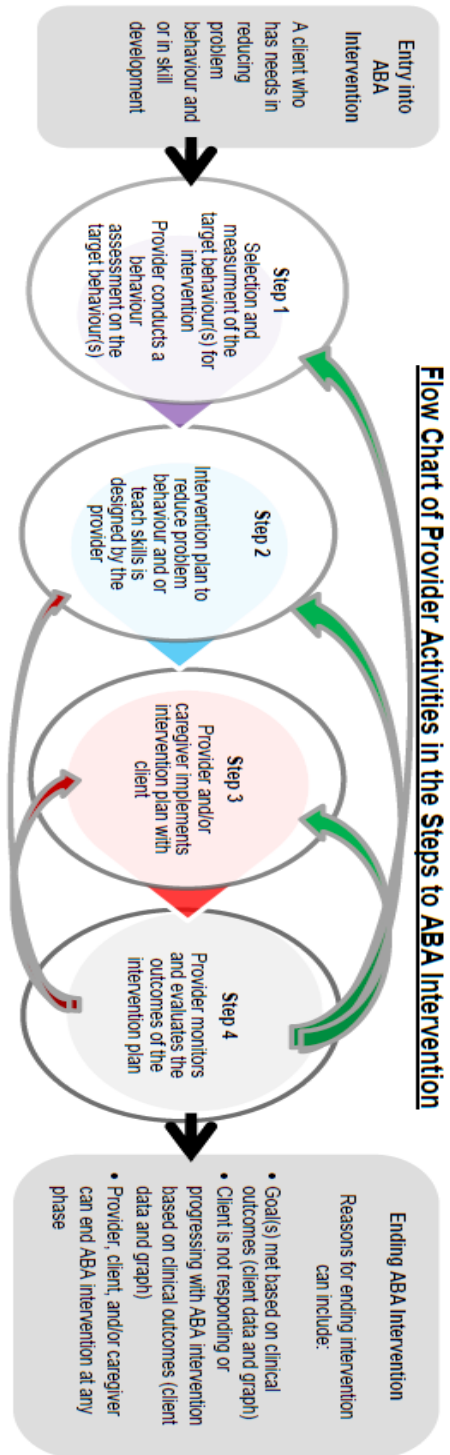 Flow Chart of Provider Activities in the Steps to ABA Intervention
Entry into
ABA
Intervention
A client who
has needs in
reducing
problem
behaviour and
or in skill
development
Step 1
Selection and
measurment of the
target behaviour(s) for
intervention
Provider conducts a
behaviour
assessment on the
target behaviour(s)
Step 2
Intervention plan to
reduce problem
behaviour and or
teach skills is
designed by the
provider
Step 3
Provider and/or
caregiver implements
intervention plan with
client
Step 4
Provider monitors
and evaluates the
outcomes of the
intervention plan
Ending ABA Intervention
Reasons for ending intervention
can include:
• Goal(s) met based on clinical
outcomes (client data and graph)
• Client is not responding or
progressing with ABA intervention
based on clinical outcomes (client
data and graph)
• Provider, client, and/or caregiver
can end ABA intervention at any
phase